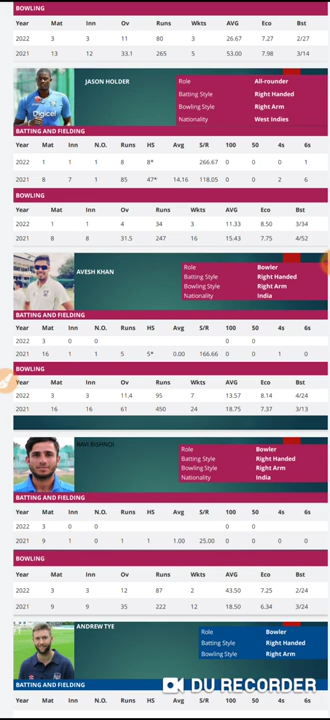 BOWLING
Year Mat Inn Ov Runs Wkts AVG Eco Bst
2022 3 3 11 80 3 26.67 7.27 2/27
2021 13 12 33.1 265 5 53.00 7.98 3/14
JASON HOLDER
Role All-rounder
Batting Style Right Handed
Bowling Style Right Arm
Nationality West Indies
BATTING AND FIELDING
Year Mat Inn N.O. Runs HS Avg S/R 100 50 4s 6s
2022 1 1 1 8 8* 266.67 0 0 0 1
2021 8 7 1 85 47* 14.16 118.05 0 0 2 6
BOWLING
Year Mat Inn Ov Runs Wkts AVG Eco Bst
2022 1 1 4 34 3 11.33 8.50 3/34
2021 8 8 31.5 247 16 15.43 7.75 4/52
AVESH KHAN
Role Bowler
Batting Style Right Handed
Bowling Style Right Arm
Nationality India
BATTING AND FIELDING
Year Mat Inn N.O. Runs HS Avg S/R 100 50 4s 6s
2022 3 0 0 0 0
2021 16 1 1 5 5* 0.00 166.66 0 0 1 0
BOWLING
Year Mat Inn Ov Runs Wkts AVG Eco Bst
2022 3 3 11.4 95 7 13.57 8.14 4/24
2021 16 16 61 450 24 18.75 7.37 3/13
RAVI BISHNOI
Role Bowler
Batting Style Right Handed
Bowling Style Right Arm
Nationality India
BATTING AND FIELDING
Year Mat Inn N.O. Runs HS Avg S/R 100 50 4s 6s
2022 3 0 0 0 0
2021 9 1 0 1 1 1.00 25.00 0 0 0 0
BOWLING
Year Mat Inn Ov Runs Wkts AVG Eco Bst
2022 3 3 12 87 2 43.50 7.25 2/24
2021 9 9 35 222 12 18.50 6.34 3/24
ANDREW TYE
Role Bowler
Batting Style Right Handed
Bowling Style Right Arm
BATTING AND FIELDING
DU RECORDER
Year Mat Inn N.O. Runs HS Avg S/R 100 50 4s 6s